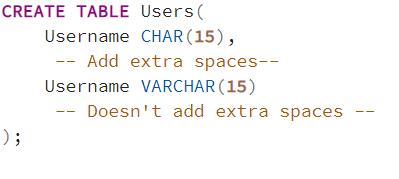 CREATE TABLE Users(
Username CHAR(15),
-- Add extra spaces--
Username VARCHAR(15)
-- Doesn't add extra spaces --
);